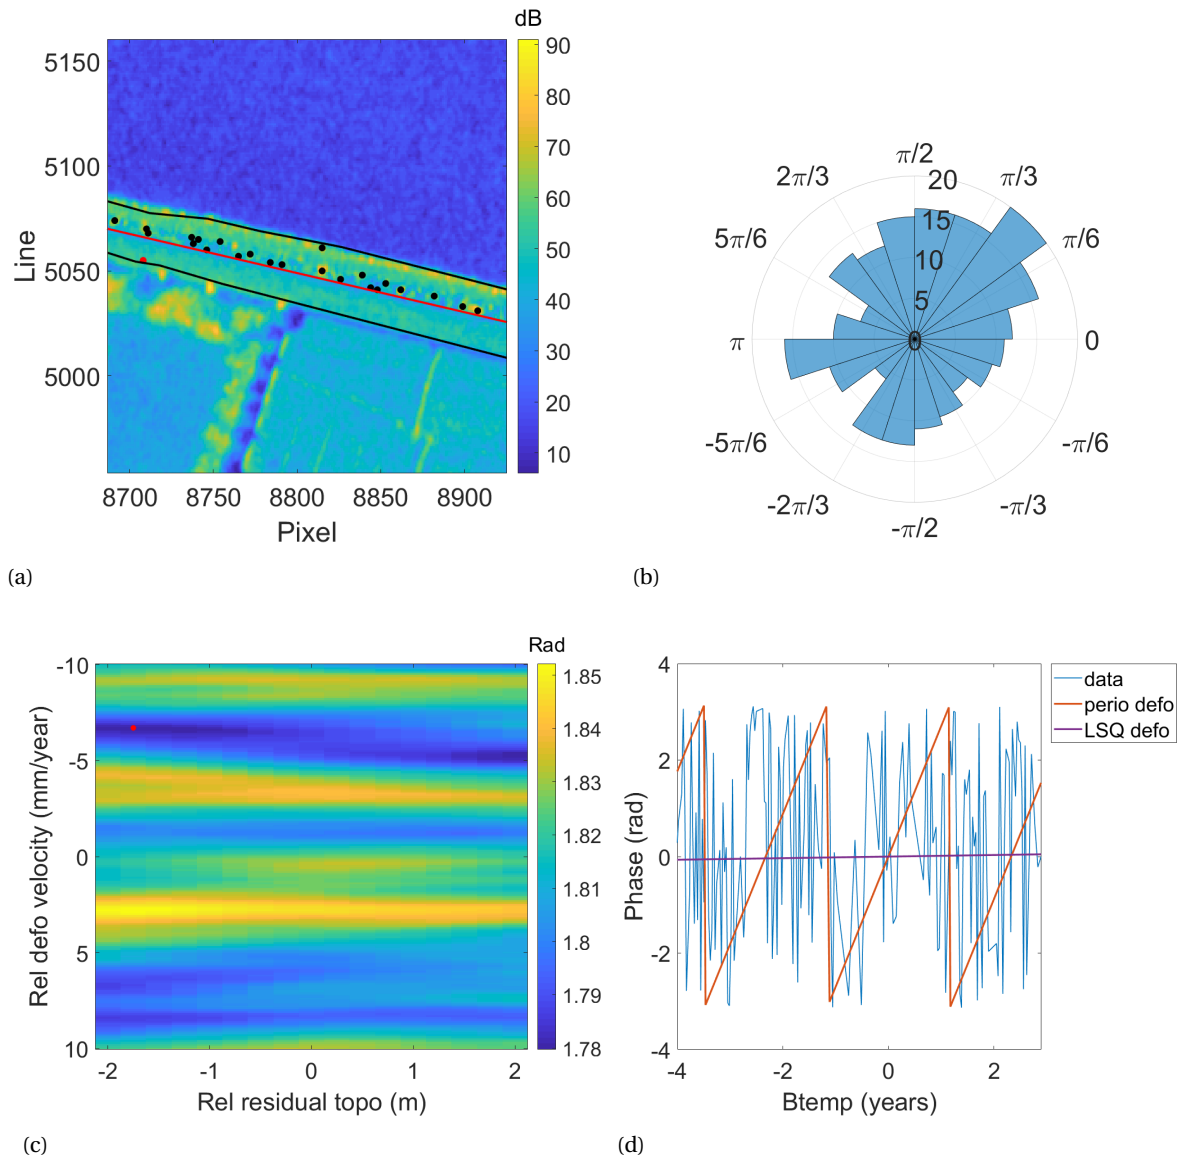 dB
5150
5100
5050
5000
Line
8700 8750 8800 8850 8900
Pixel
90
80
70
60
50
40
30
20
10
(a)
π/2
2π/3 20 π/3
5π/6 15 π/6
10
5
π 0 0
-5π/6 -π/6
-2π/3 -π/3
-π/2
(b)
Rad
-10
-5
0
5
10
Rel defo velocity (mm/year)
-2 -1 0 1 2
Rel residual topo (m)
1.85
1.84
1.83
1.82
1.81
1.8
1.79
1.78
(c)
4
2
0
-2
-4
Phase (rad)
-4 -2 0 2
Btemp (years)
data
perio defo
LSQ defo
(d)